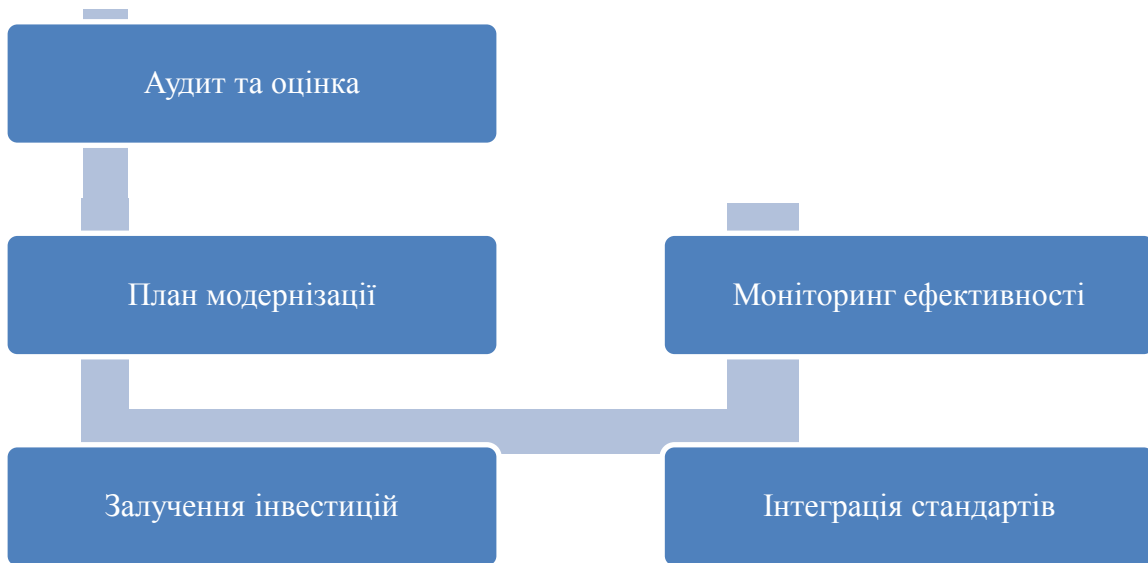 Аудит та оцінка
План модернізації
Залучення інвестицій
Інтеграція стандартів
Моніторинг ефективності